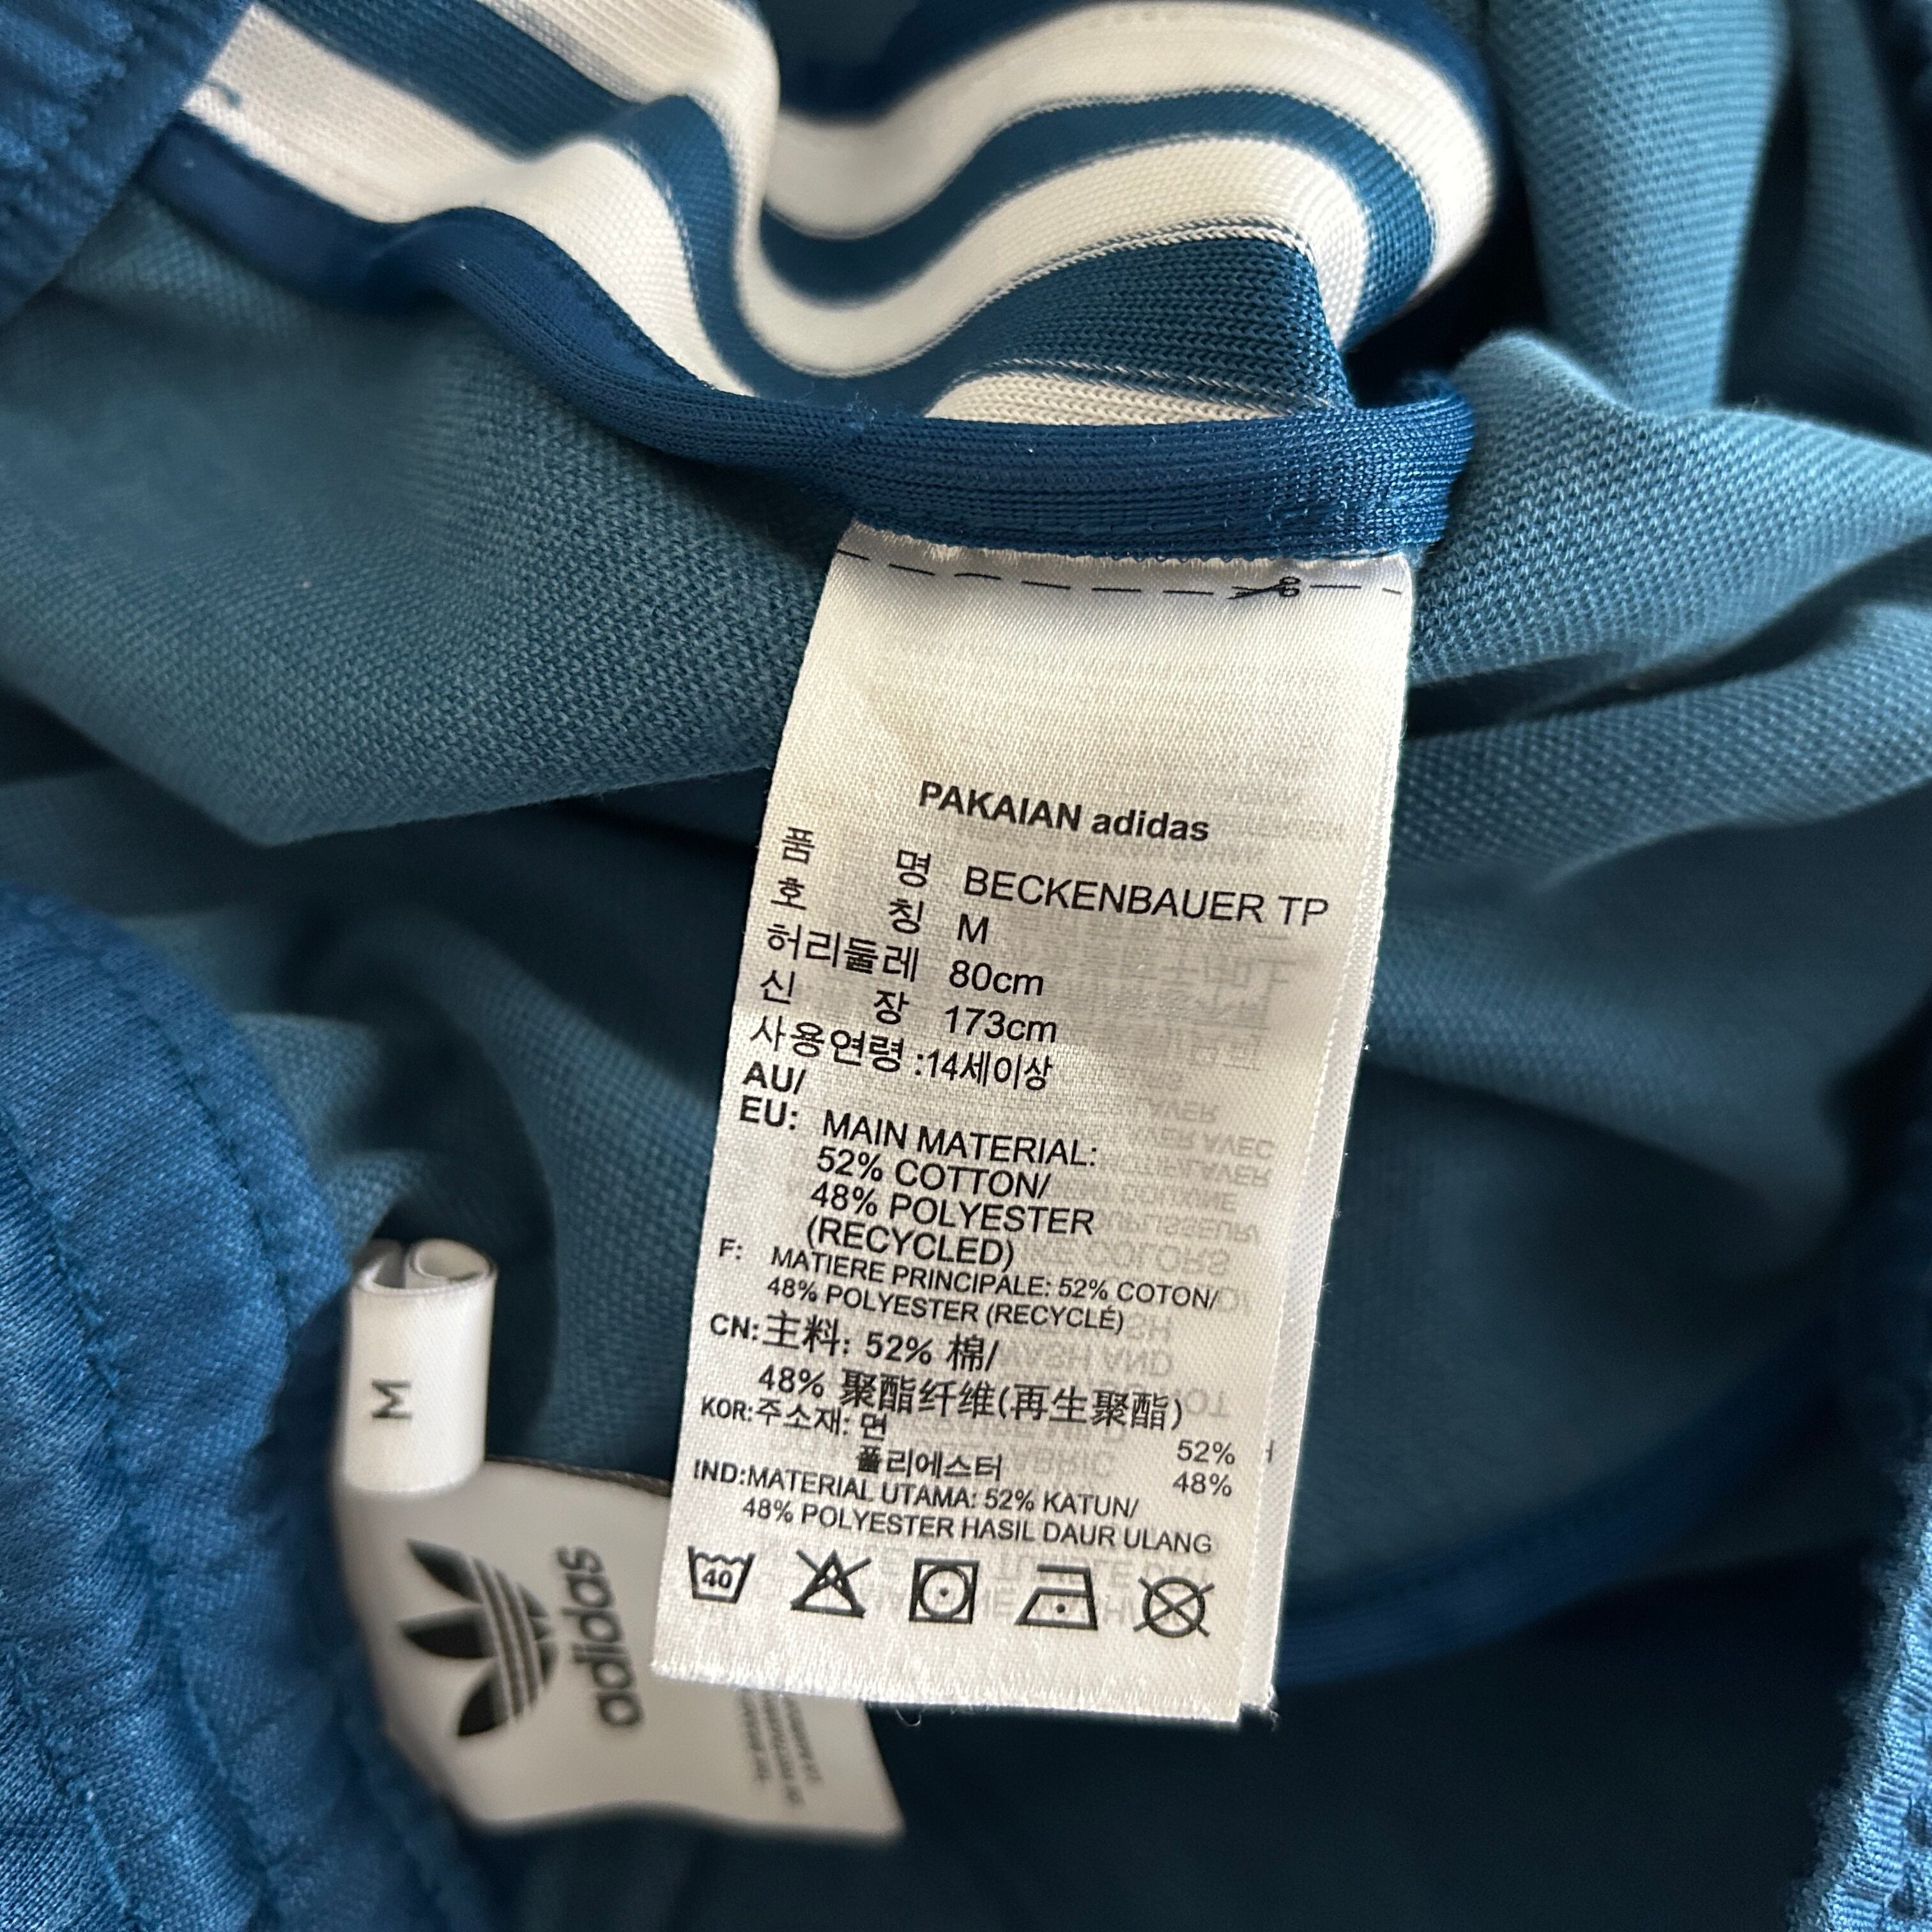 PAKAIAN adidas
품 명 BECKENBAUER TP
호 칭 M
허리둘레 80cm
신 장 173cm
사용연령 :14세이상
AU/
EU: MAIN MATERIAL:
52% COTTON/
48% POLYESTER
(RECYCLED)
F: MATIERE PRINCIPALE: 52% COTON/
48% POLYESTER (RECYCLÉ)
CN:主料: 52% 棉/
48% 聚酯纤维(再生聚酯)
KOR:주소재: 면 52%
폴리에스터 48%
IND:MATERIAL UTAMA: 52% KATUN/
48% POLYESTER HASIL DAUR ULANG
40
M
adidas